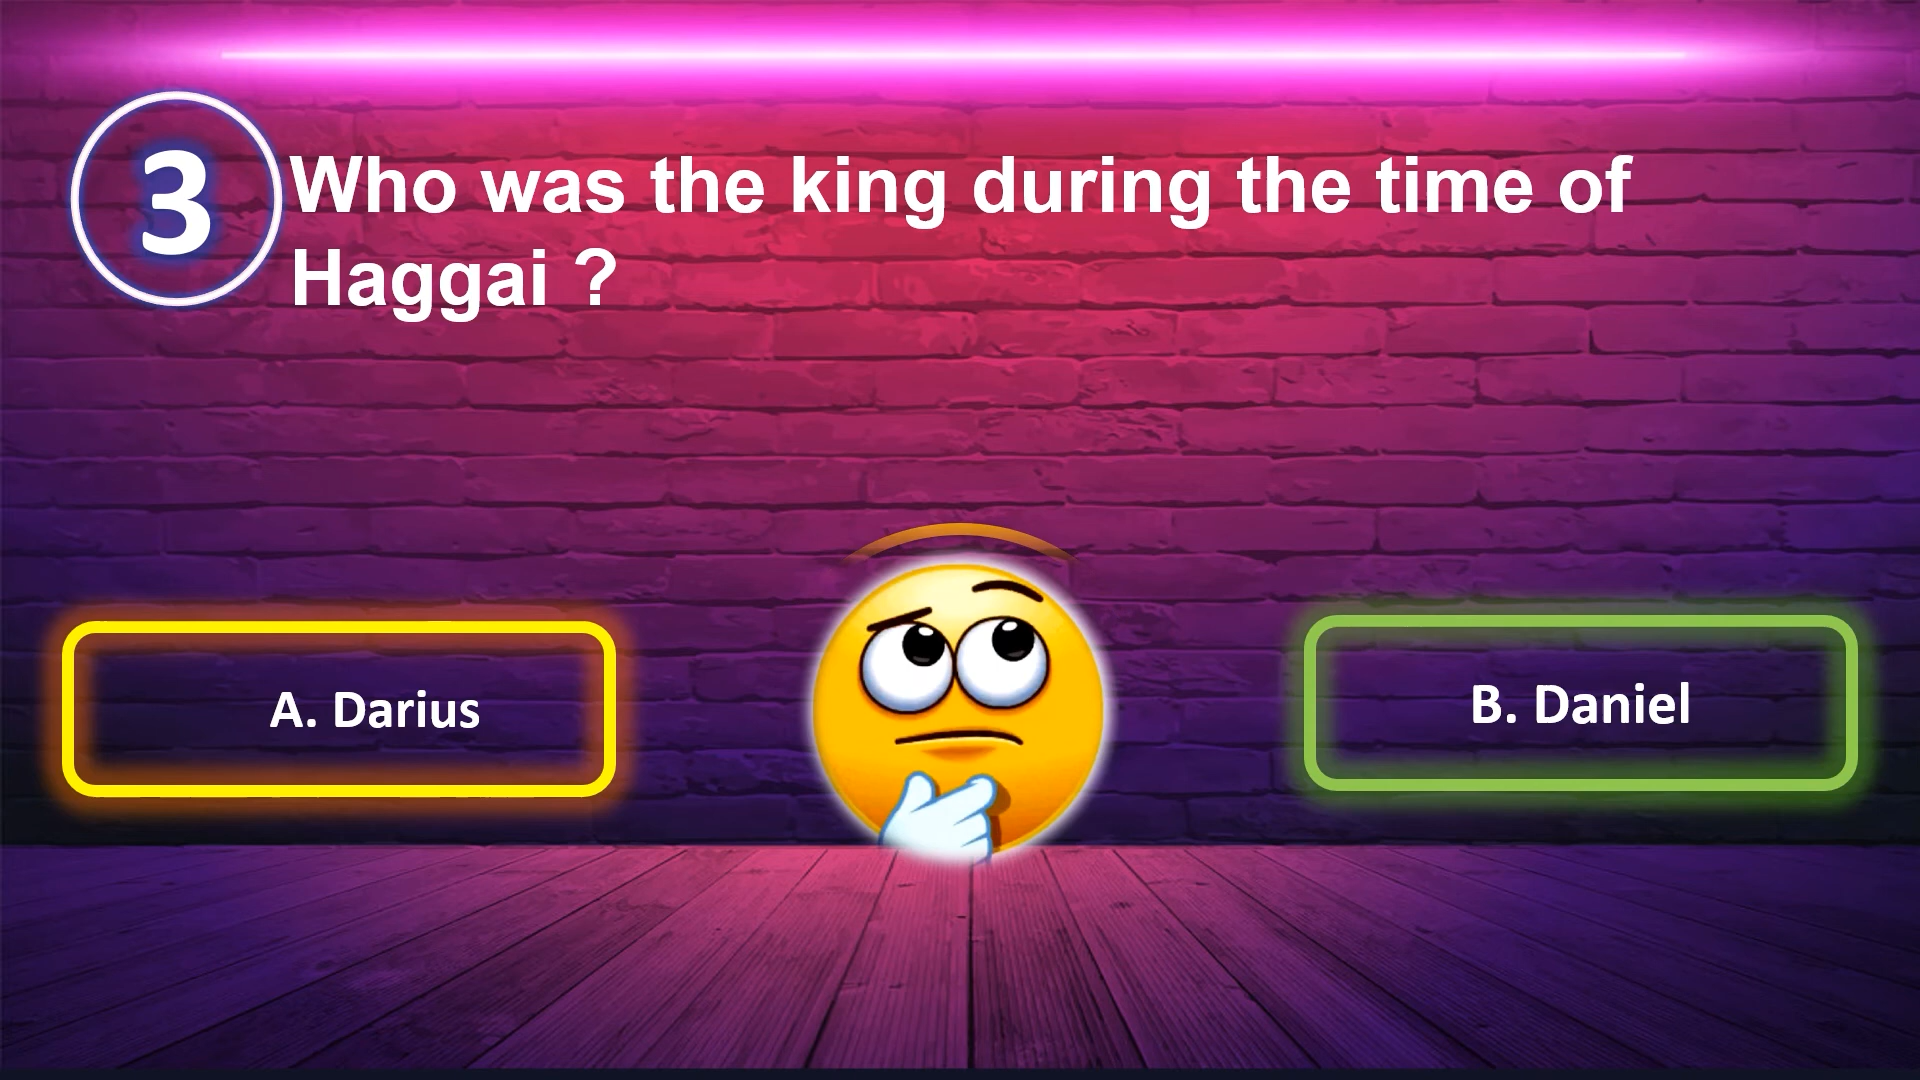 3
Who was the king during the time of
Haggai ?
A. Darius
B. Daniel